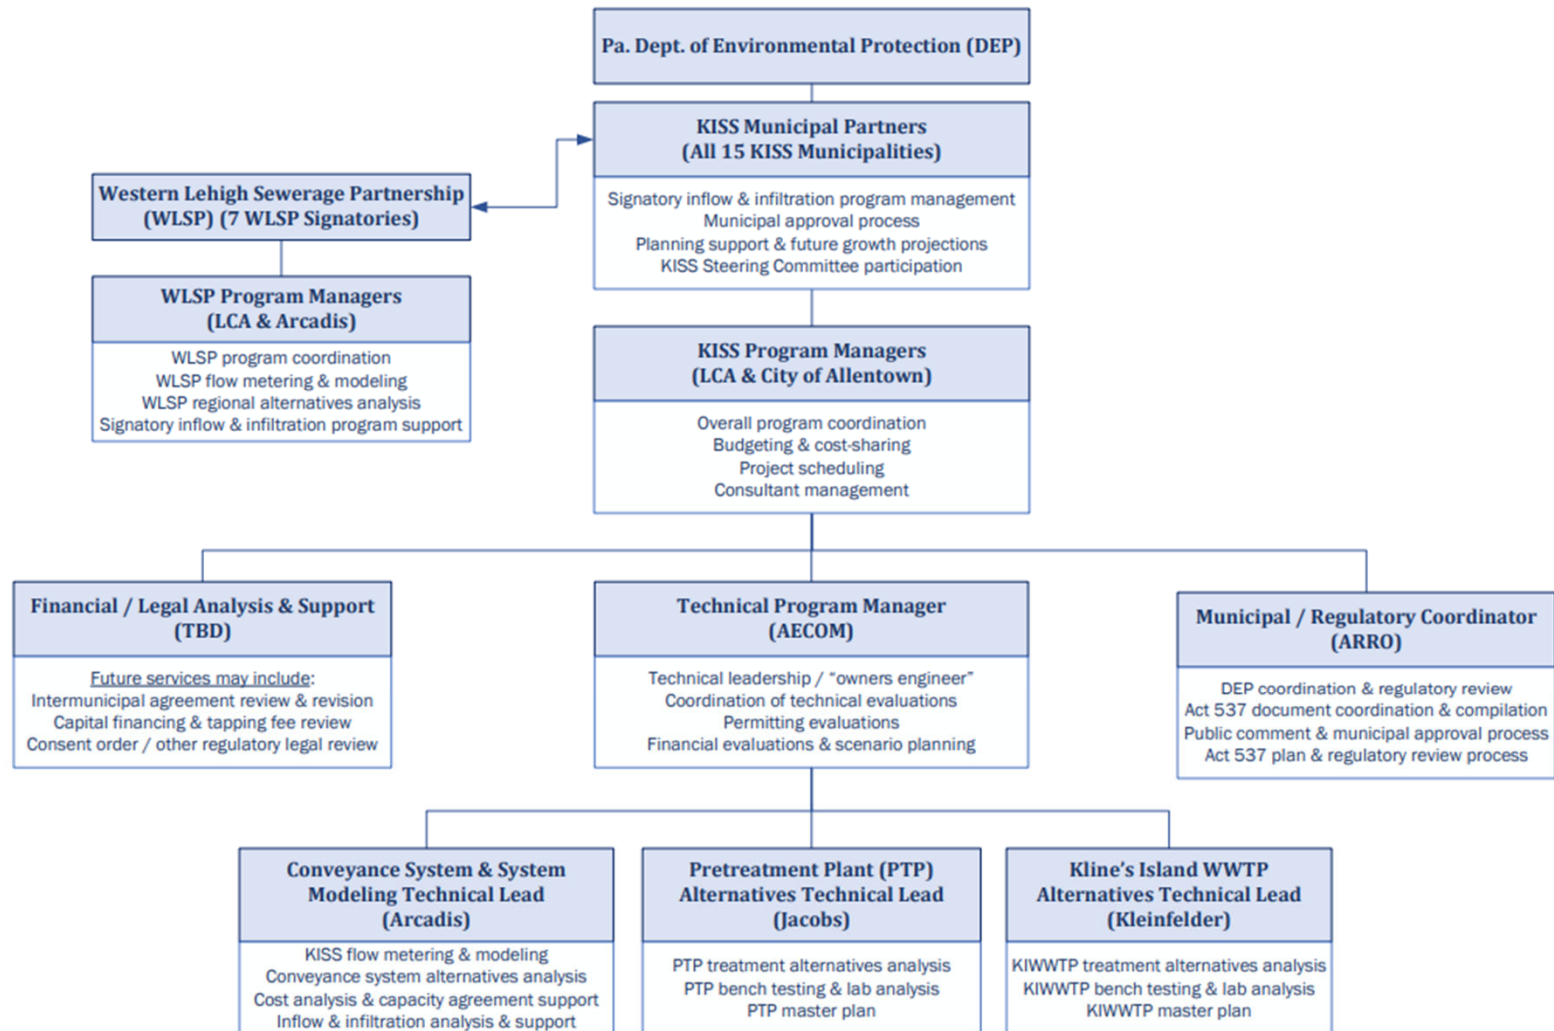 Pa. Dept. of Environmental Protection (DEP)
KISS Municipal Partners
(All 15 KISS Municipalities)
Signatory inflow & infiltration program management
Municipal approval process
Planning support & future growth projections
KISS Steering Committee participation
Western Lehigh Sewerage Partnership
(WLSP) (7 WLSP Signatories)
WLSP Program Managers
(LCA & Arcadis)
WLSP program coordination
WLSP flow metering & modeling
WLSP regional alternatives analysis
Signatory inflow & infiltration program support
KISS Program Managers
(LCA & City of Allentown)
Overall program coordination
Budgeting & cost-sharing
Project scheduling
Consultant management
Financial / Legal Analysis & Support
(TBD)
Future services may include:
Intermunicipal agreement review & revision
Capital financing & tapping fee review
Consent order / other regulatory legal review
Technical Program Manager
(AECOM)
Technical leadership / “owners engineer”
Coordination of technical evaluations
Permitting evaluations
Financial evaluations & scenario planning
Municipal / Regulatory Coordinator
(ARRO)
DEP coordination & regulatory review
Act 537 document coordination & compilation
Public comment & municipal approval process
Act 537 plan & regulatory review process
Conveyance System & System
Modeling Technical Lead
(Arcadis)
KISS flow metering & modeling
Conveyance system alternatives analysis
Cost analysis & capacity agreement support
Inflow & infiltration analysis & support
Pretreatment Plant (PTP)
Alternatives Technical Lead
(Jacobs)
PTP treatment alternatives analysis
PTP bench testing & lab analysis
PTP master plan
Kline’s Island WWTP
Alternatives Technical Lead
(Kleinfelder)
KIWWTP treatment alternatives analysis
KIWWTP bench testing & lab analysis
KIWWTP master plan